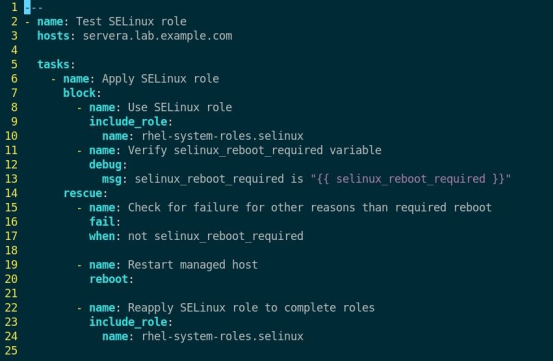 1 ---
2 - name: Test SELinux role
3   hosts: servera.lab.example.com
4
5   tasks:
6     - name: Apply SELinux role
7       block:
8         - name: Use SELinux role
9           include_role:
10             name: rhel-system-roles.selinux
11         - name: Verify selinux_reboot_required variable
12           debug:
13             msg: selinux_reboot_required is "{{ selinux_reboot_required }}"
14       rescue:
15         - name: Check for failure for other reasons than required reboot
16           fail:
17           when: not selinux_reboot_required
18
19         - name: Restart managed host
20           reboot:
21
22         - name: Reapply SELinux role to complete roles
23           include_role:
24             name: rhel-system-roles.selinux
25